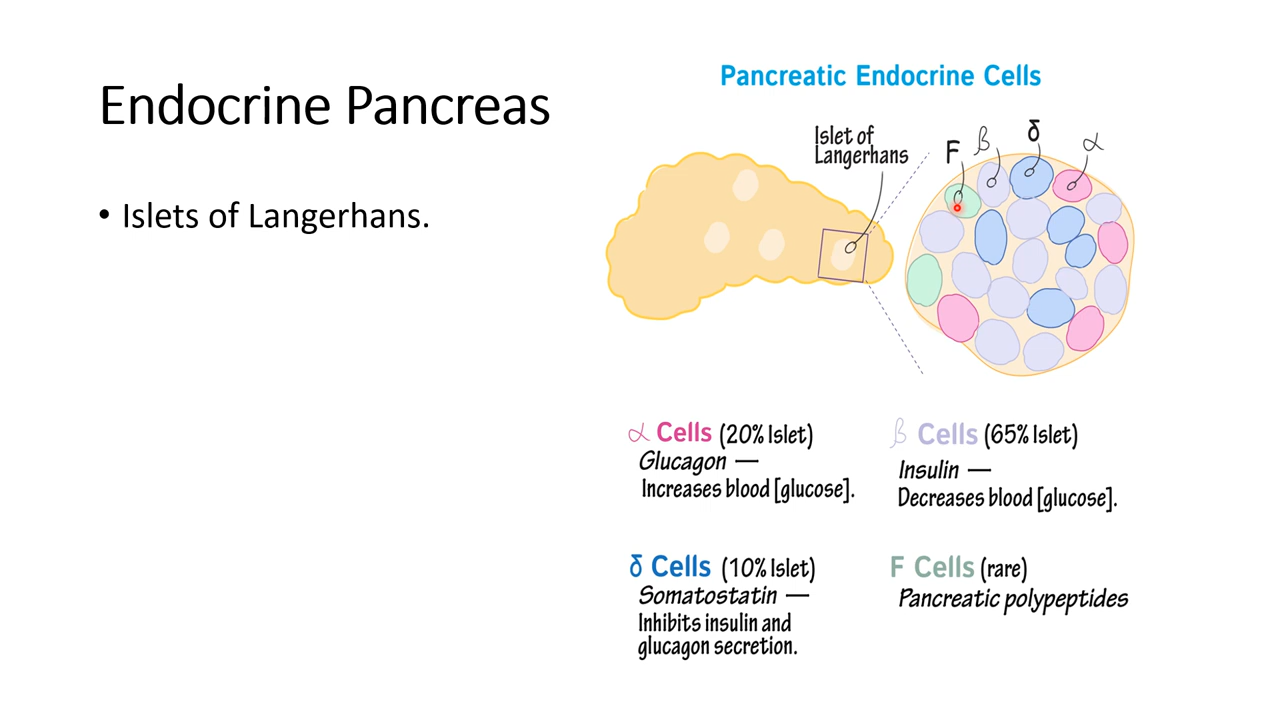 Endocrine Pancreas
• Islets of Langerhans.
Pancreatic Endocrine Cells
Islet of
Langerhans
F β δ α
α Cells (20% Islet)
Glucagon —
Increases blood [glucose].
β Cells (65% Islet)
Insulin —
Decreases blood [glucose].
δ Cells (10% Islet)
Somatostatin —
Inhibits insulin and
glucagon secretion.
F Cells (rare)
Pancreatic polypeptides